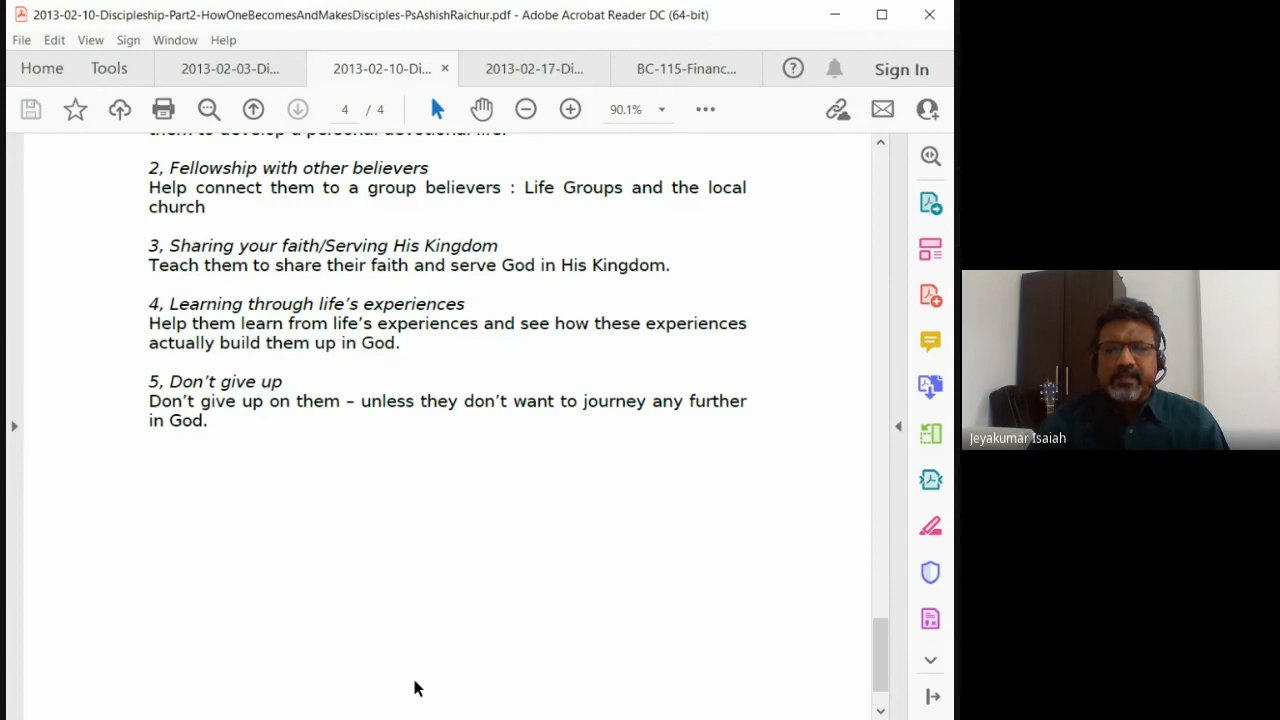 2013-02-10-Discipleship-Part2-HowOneBecomesAndMakesDisciples-PsAshishRaichur.pdf - Adobe Acrobat Reader DC (64-bit)
File Edit View Sign Window Help
Home Tools 2013-02-03-Di... 2013-02-10-Di... 2013-02-17-Di... BC-115-Financ... Sign In
4 / 4 90.1%
them to develop a personal devotional life.
2, Fellowship with other believers
Help connect them to a group believers : Life Groups and the local
church
3, Sharing your faith/Serving His Kingdom
Teach them to share their faith and serve God in His Kingdom.
4, Learning through life’s experiences
Help them learn from life’s experiences and see how these experiences
actually build them up in God.
5, Don’t give up
Don’t give up on them – unless they don’t want to journey any further
in God.
Jeyakumar Isaiah